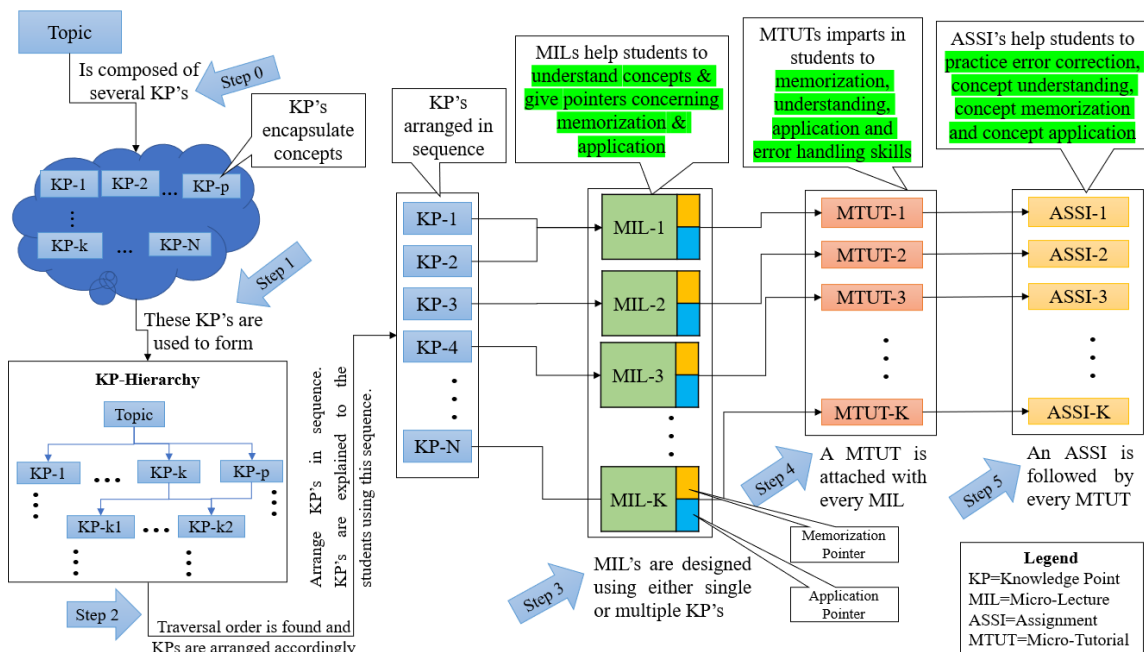 Topic
Is composed of
several KP's
Step 0
KP's
encapsulate
concepts
KP-1
KP-2
...
KP-p
KP-k
...
KP-N
Step 1
These KP's are
used to form
KP-Hierarchy
Topic
KP-1
KP-k
KP-p
KP-k1
KP-k2
Step 2
Traversal order is found and
KPs are arranged accordingly
Arrange KP's in sequence.
KP's are explained to the
students using this sequence.
KP's
arranged in
sequence
KP-1
KP-2
KP-3
KP-4
KP-N
MILs help students to
understand concepts &
give pointers concerning
memorization &
application
MIL-1
MIL-2
MIL-3
MIL-K
Step 3
MIL's are designed
using either single
or multiple KP's
Memorization
Pointer
Application
Pointer
MTUTs imparts in
students to
memorization,
understanding,
application and
error handling skills
MTUT-1
MTUT-2
MTUT-3
MTUT-K
Step 4
A MTUT is
attached with
every MIL
ASSI's help students to
practice error correction,
concept understanding,
concept memorization
and concept application
ASSI-1
ASSI-2
ASSI-3
ASSI-K
Step 5
An ASSI is
followed by
every MTUT
Legend
KP=Knowledge Point
MIL=Micro-Lecture
ASSI=Assignment
MTUT=Micro-Tutorial